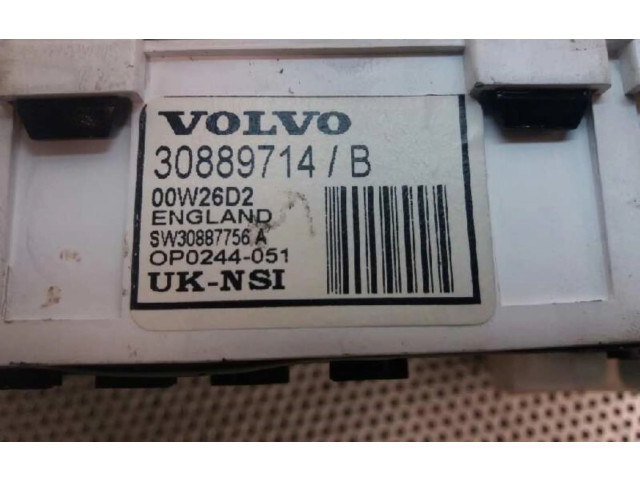 VOLVO
30889714 / B
00W26D2
ENGLAND
SW30887756 A
OP0244-051
UK-NSI